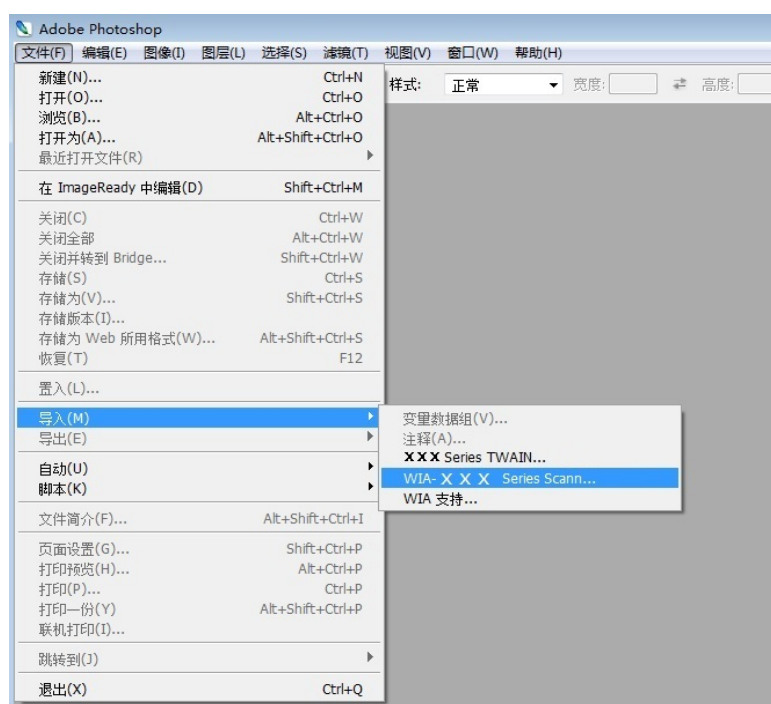 Adobe Photoshop
文件(F) 编辑(E) 图像(I) 图层(L) 选择(S) 滤镜(T) 视图(V) 窗口(W) 帮助(H)
样式: 正常 宽度: 高度:
新建(N)... Ctrl+N
打开(O)... Ctrl+O
浏览(B)... Alt+Ctrl+O
打开为(A)... Alt+Shift+Ctrl+O
最近打开文件(R)
在 ImageReady 中编辑(D) Shift+Ctrl+M
关闭(C) Ctrl+W
关闭全部 Alt+Ctrl+W
关闭并转到 Bridge... Shift+Ctrl+W
存储(S) Ctrl+S
存储为(V)... Shift+Ctrl+S
存储版本(I)...
存储为 Web 所用格式(W)... Alt+Shift+Ctrl+S
恢复(T) F12
置入(L)...
导入(M)
导出(E)
自动(U)
脚本(K)
文件简介(F)... Alt+Shift+Ctrl+I
页面设置(G)... Shift+Ctrl+P
打印预览(H)... Alt+Ctrl+P
打印(P)... Ctrl+P
打印一份(Y) Alt+Shift+Ctrl+P
联机打印(I)...
跳转到(J)
退出(X) Ctrl+Q
变量数据组(V)...
注释(A)...
XXX Series TWAIN...
WIA- X X X Series Scann...
WIA 支持...